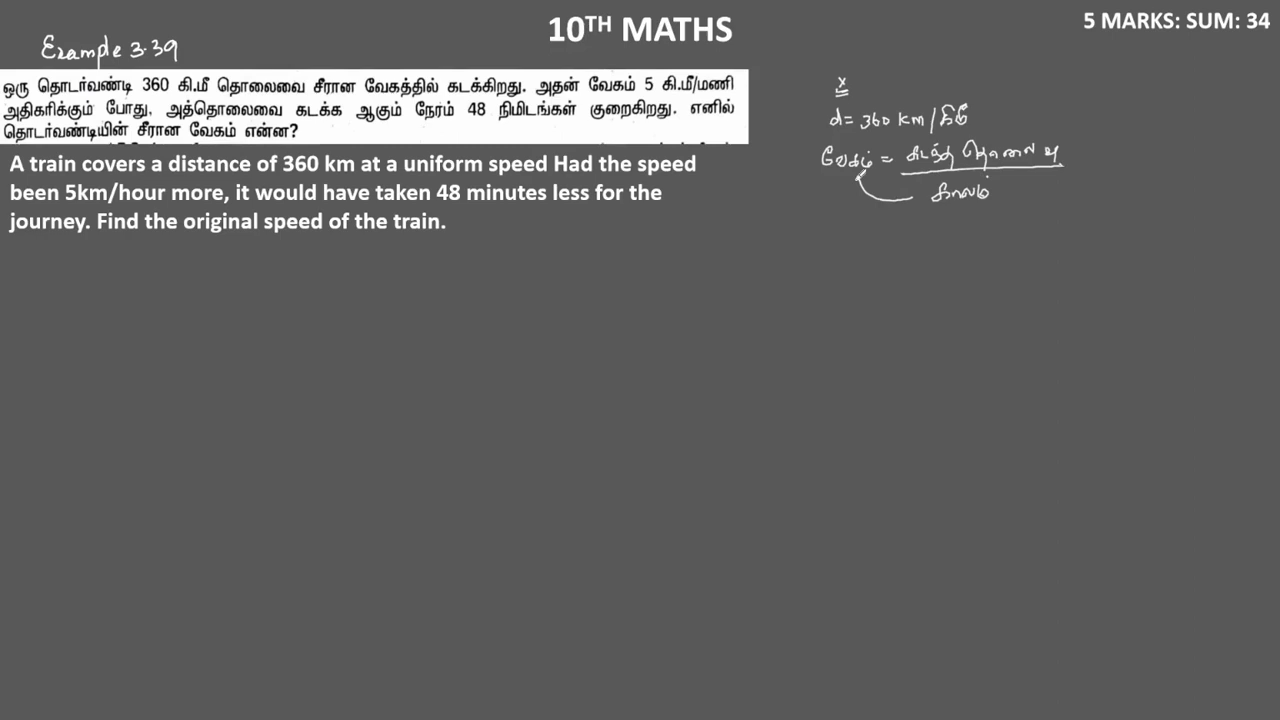 10TH MATHS
5 MARKS: SUM: 34
Example 3.39
ஒரு தொடர்வண்டி 360 கி.மீ தொலைவை சீரான வேகத்தில் கடக்கிறது. அதன் வேகம் 5 கி.மீ/மணி
அதிகரிக்கும் போது, அத்தொலைவை கடக்க ஆகும் நேரம் 48 நிமிடங்கள் குறைகிறது. எனில்
தொடர்வண்டியின் சீரான வேகம் என்ன?
A train covers a distance of 360 km at a uniform speed Had the speed
been 5km/hour more, it would have taken 48 minutes less for the
journey. Find the original speed of the train.
x
d = 360 km/
வேகம் = கடந்த தொலைவு
காலம்